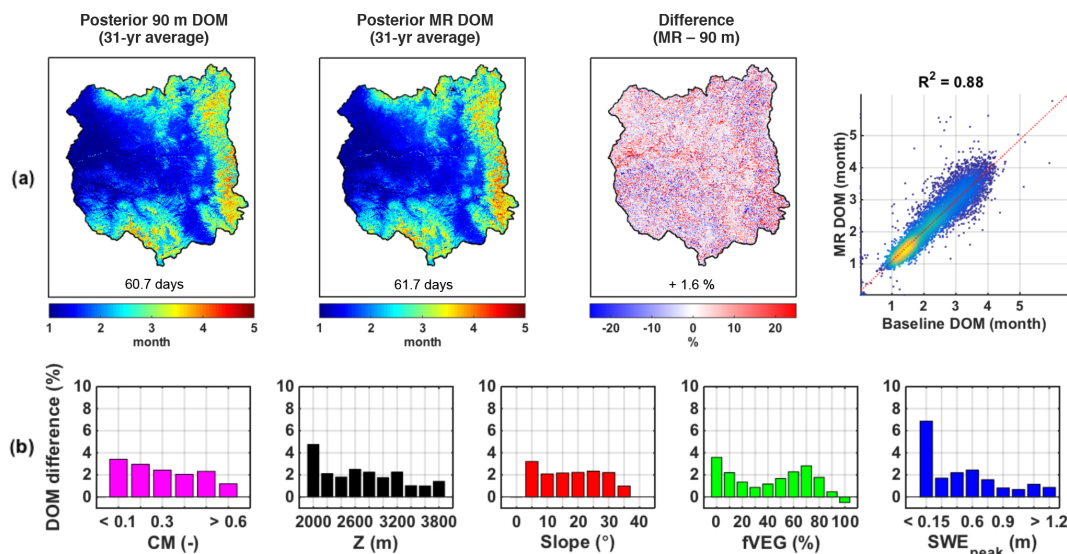 Posterior 90 m DOM
(31-yr average)
Posterior MR DOM
(31-yr average)
Difference
(MR – 90 m)
R² = 0.88
(a)
60.7 days
61.7 days
+ 1.6 %
1 2 3 4 5
month
1 2 3 4 5
month
-20 -10 0 10 20
%
MR DOM (month)
5
4
3
2
1
1 2 3 4 5
Baseline DOM (month)
(b)
DOM difference (%)
10
8
6
4
2
0
< 0.1 0.3 > 0.6
CM (-)
10
8
6
4
2
0
2000 2600 3200 3800
Z (m)
10
8
6
4
2
0
0 10 20 30 40
Slope (°)
10
8
6
4
2
0
0 20 40 60 80 100
fVEG (%)
10
8
6
4
2
0
< 0.15 0.6 0.9 > 1.2
SWEpeak (m)